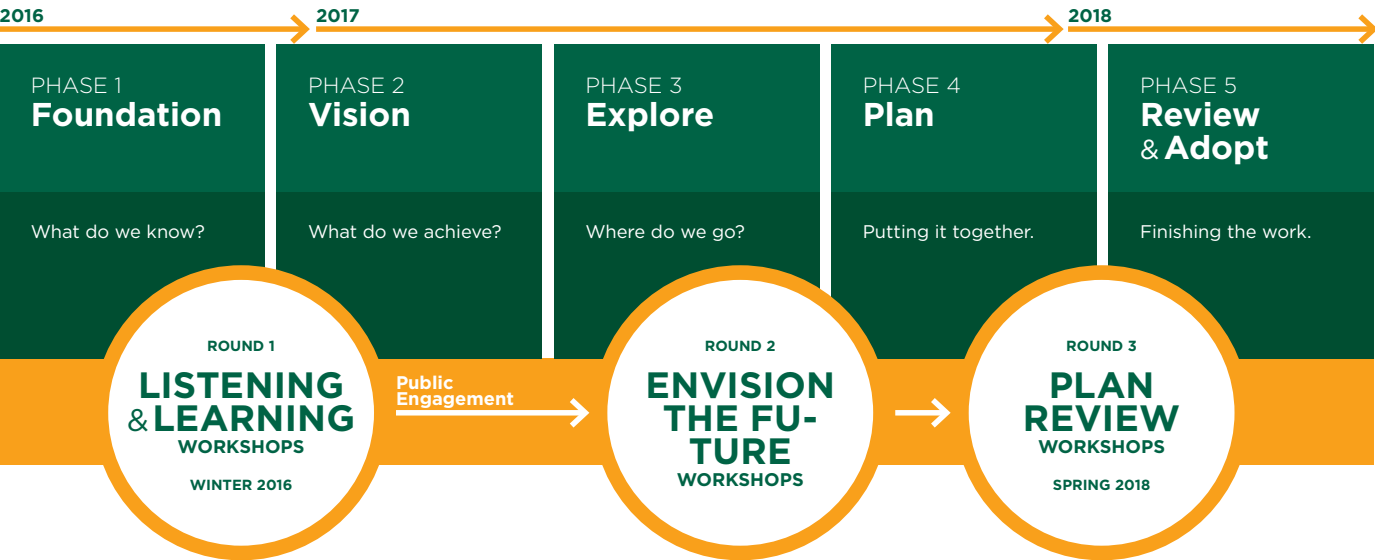 2016
2017
2018
PHASE 1
Foundation
PHASE 2
Vision
PHASE 3
Explore
PHASE 4
Plan
PHASE 5
Review
& Adopt
What do we know?
What do we achieve?
Where do we go?
Putting it together.
Finishing the work.
ROUND 1
LISTENING
& LEARNING
WORKSHOPS
WINTER 2016
Public
Engagement
ROUND 2
ENVISION
THE FU-
TURE
WORKSHOPS
ROUND 3
PLAN
REVIEW
WORKSHOPS
SPRING 2018